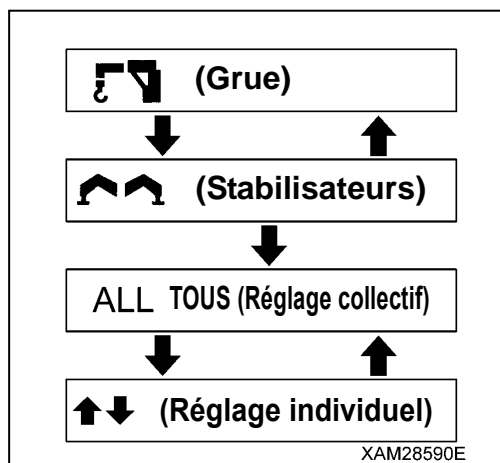 (Grue)
(Stabilisateurs)
ALL TOUS (Réglage collectif)
(Réglage individuel)
XAM28590E